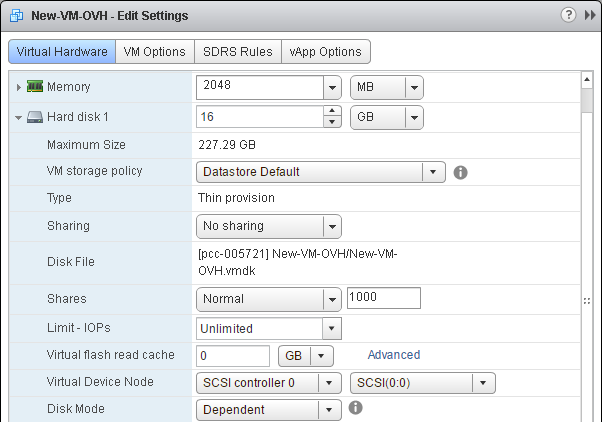 New-VM-OVH - Edit Settings
Virtual Hardware VM Options SDRS Rules vApp Options
Memory 2048 MB
Hard disk 1 16 GB
Maximum Size 227.29 GB
VM storage policy Datastore Default
Type Thin provision
Sharing No sharing
Disk File [pcc-005721] New-VM-OVH/New-VM-
OVH.vmdk
Shares Normal 1000
Limit - IOPs Unlimited
Virtual flash read cache 0 GB Advanced
Virtual Device Node SCSI controller 0 SCSI(0:0)
Disk Mode Dependent